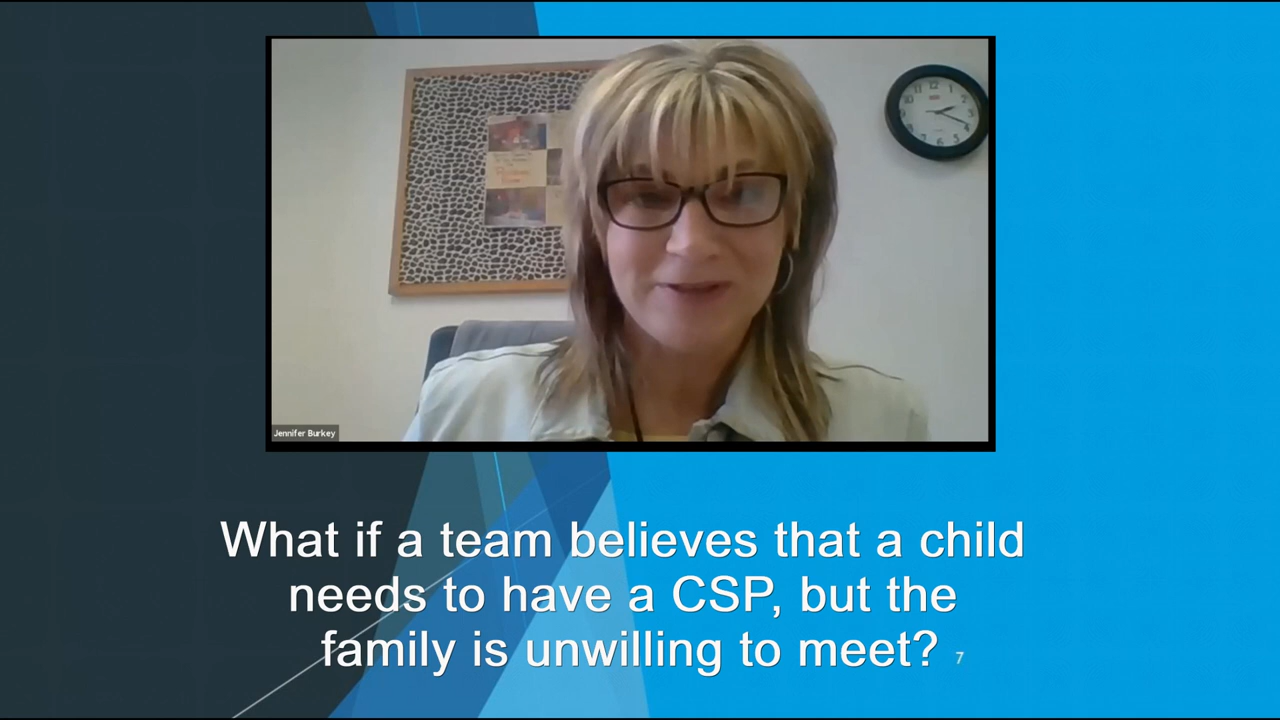 Jennifer Burkey
What if a team believes that a child
needs to have a CSP, but the
family is unwilling to meet? 7